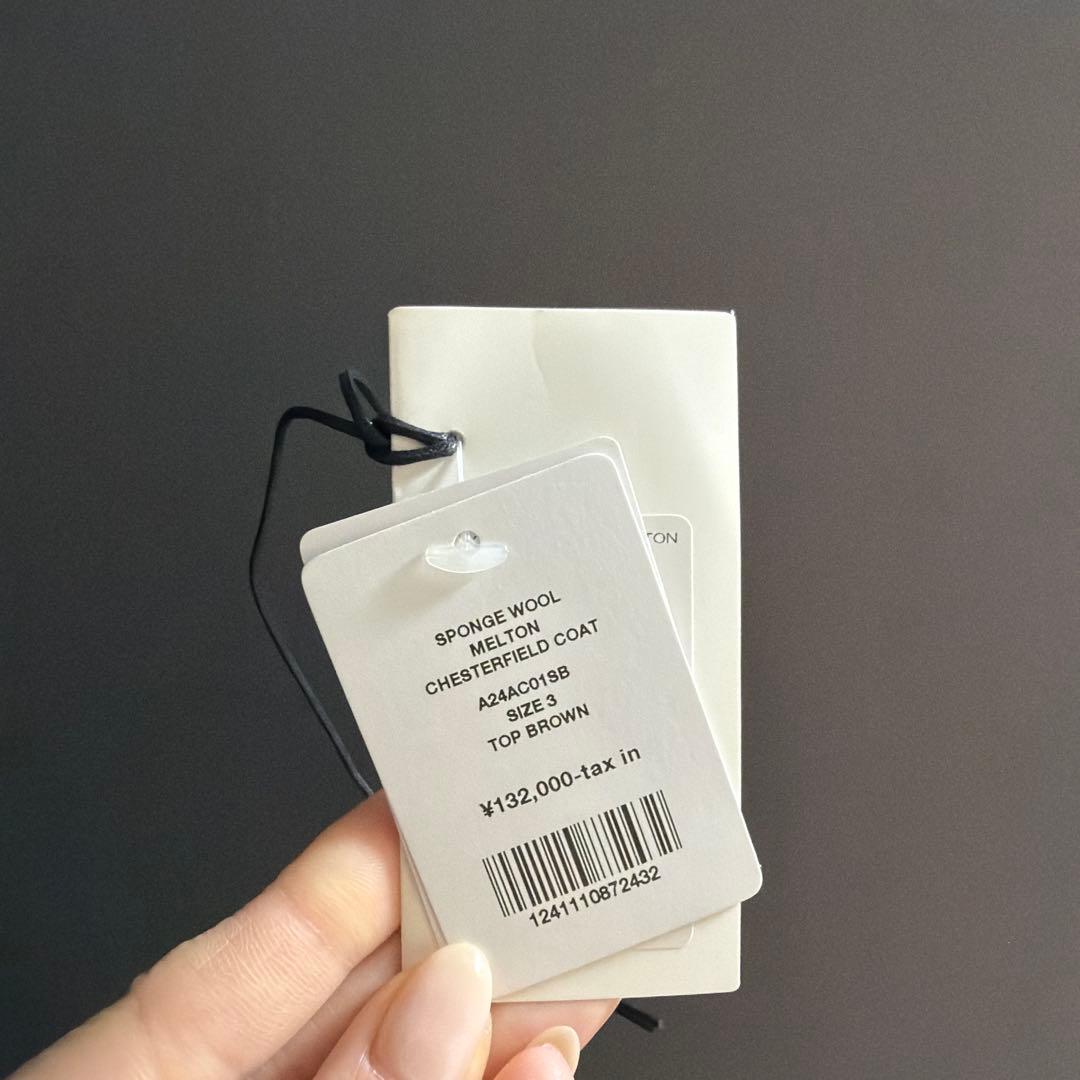 SPONGE WOOL
MELTON
CHESTERFIELD COAT
A24AC01SB
SIZE 3
TOP BROWN
¥132,000-tax in
1241110872432